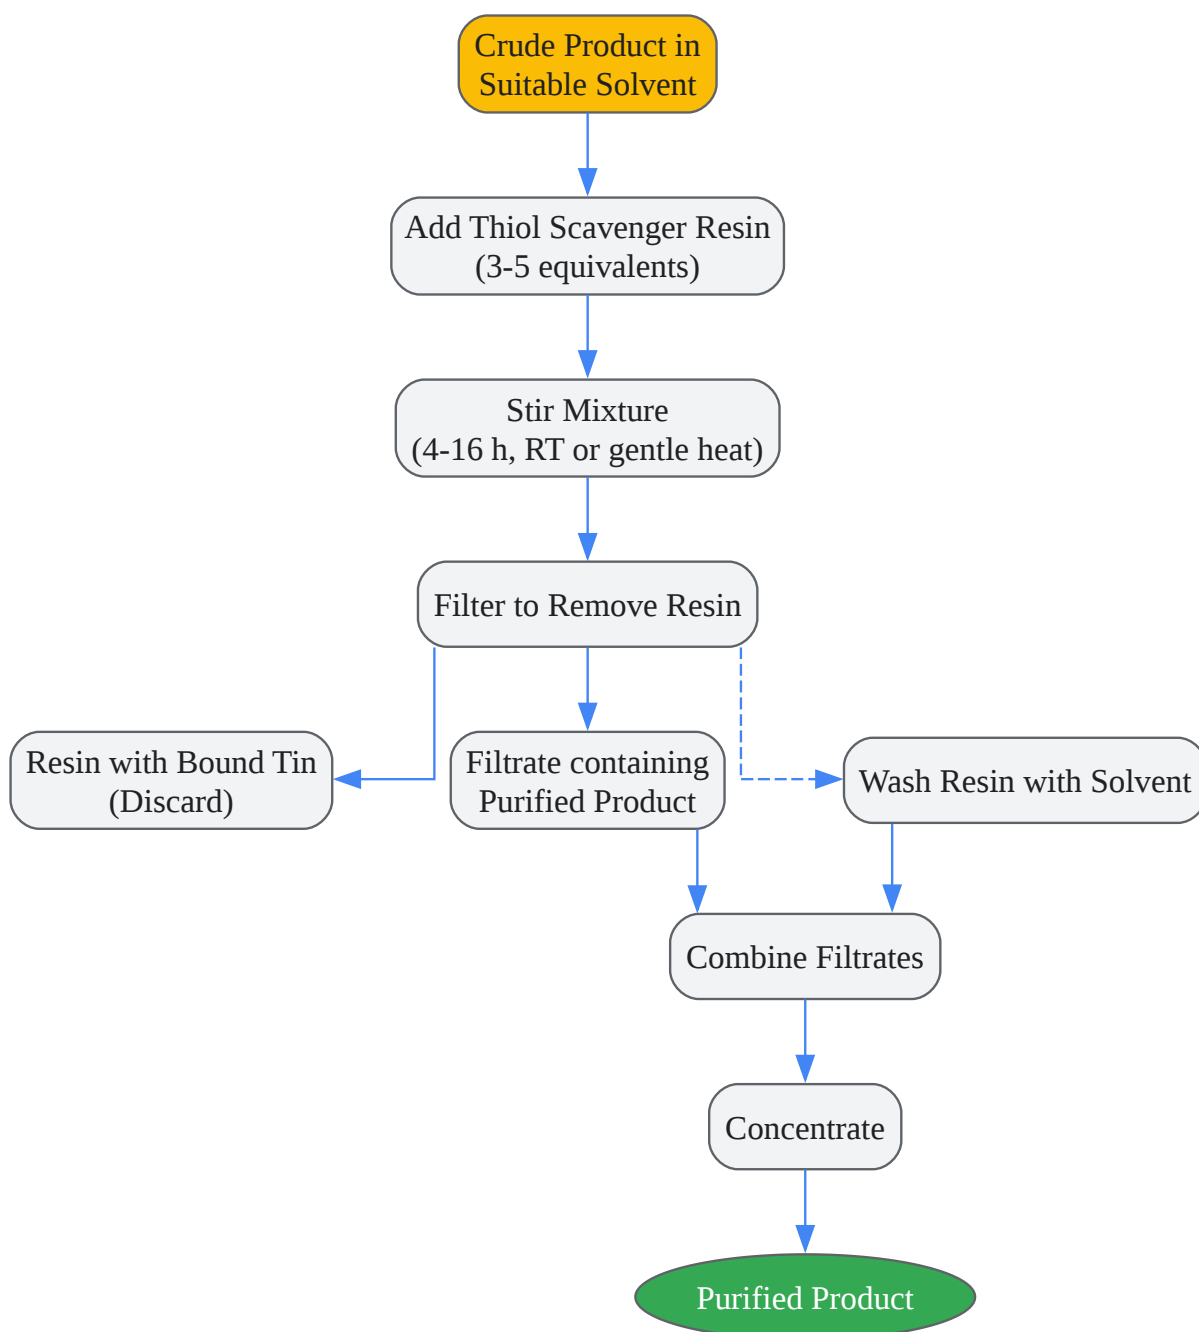 Crude Product in
Suitable Solvent
Add Thiol Scavenger Resin
(3-5 equivalents)
Stir Mixture
(4-16 h, RT or gentle heat)
Filter to Remove Resin
Resin with Bound Tin
(Discard)
Filtrate containing
Purified Product
Wash Resin with Solvent
Combine Filtrates
Concentrate
Purified Product